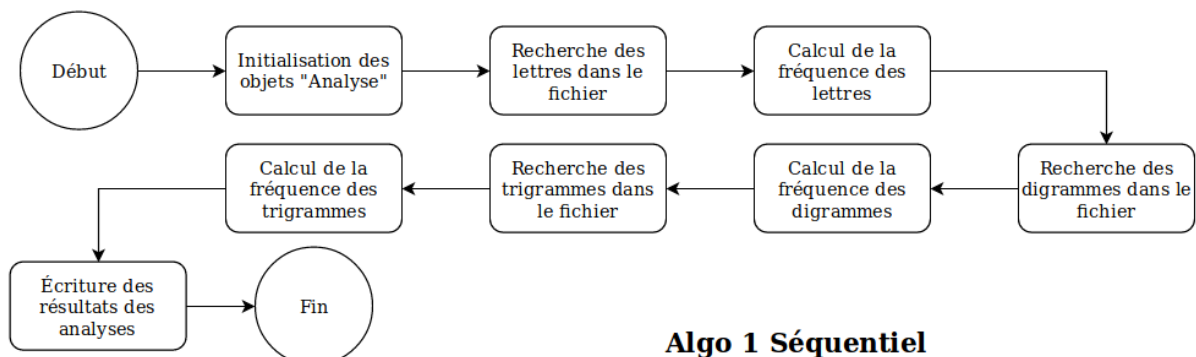 Début
Initialisation des
objets "Analyse"
Recherche des
lettres dans le
fichier
Calcul de la
fréquence des
lettres
Recherche des
digrammes dans le
fichier
Calcul de la
fréquence des
digrammes
Recherche des
trigrammes dans
le fichier
Calcul de la
fréquence des
trigrammes
Écriture des
résultats des
analyses
Fin
Algo 1 Séquentiel